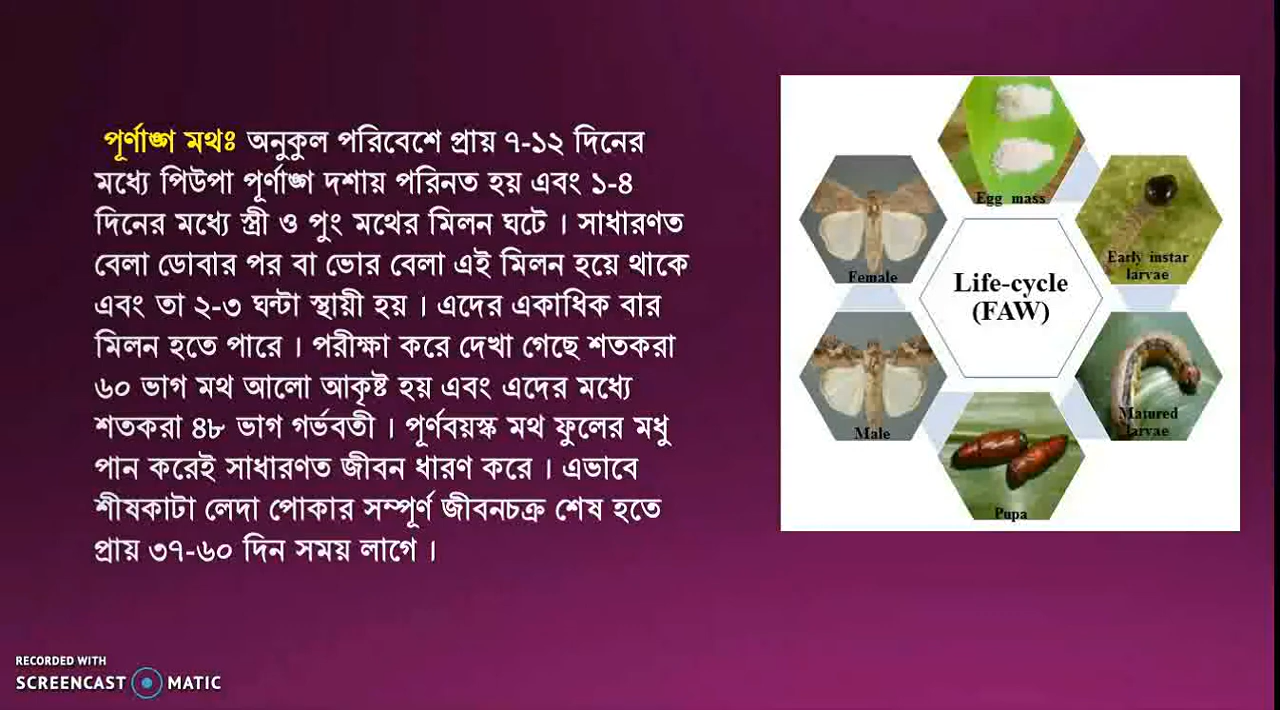 পূর্ণাঙ্গ মথঃ অনুকুল পরিবেশে প্রায় ৭-১২ দিনের
মধ্যে পিউপা পূর্ণাঙ্গ দশায় পরিনত হয় এবং ১-৪
দিনের মধ্যে স্ত্রী ও পুং মথের মিলন ঘটে । সাধারণত
বেলা ডোবার পর বা ভোর বেলা এই মিলন হয়ে থাকে
এবং তা ২-৩ ঘন্টা স্থায়ী হয় । এদের একাধিক বার
মিলন হতে পারে । পরীক্ষা করে দেখা গেছে শতকরা
৬০ ভাগ মথ আলো আকৃষ্ট হয় এবং এদের মধ্যে
শতকরা ৪৮ ভাগ গর্ভবতী । পূর্ণবয়স্ক মথ ফুলের মধু
পান করেই সাধারণত জীবন ধারণ করে । এভাবে
শীষকাটা লেদা পোকার সম্পূর্ণ জীবনচক্র শেষ হতে
প্রায় ৩৭-৬০ দিন সময় লাগে ।
Egg mass
Early instar
larvae
Matured
larvae
Pupa
Male
Female
Life-cycle
(FAW)
RECORDED WITH
SCREENCAST MATIC